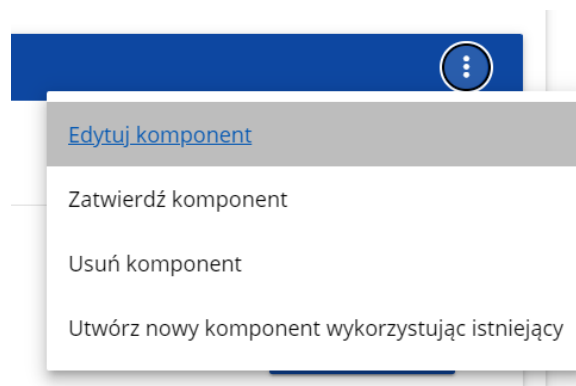 Edytuj komponent
Zatwierdź komponent
Usuń komponent
Utwórz nowy komponent wykorzystując istniejący